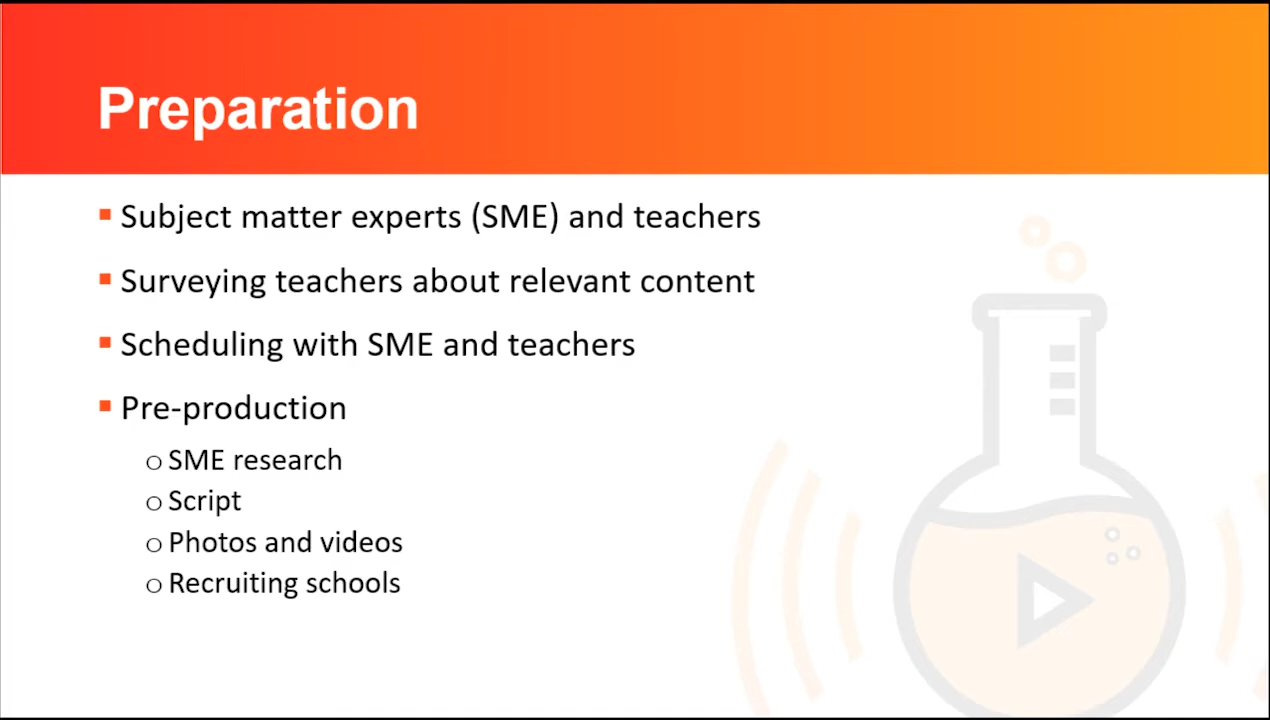 Preparation
▪ Subject matter experts (SME) and teachers
▪ Surveying teachers about relevant content
▪ Scheduling with SME and teachers
▪ Pre-production
o SME research
o Script
o Photos and videos
o Recruiting schools